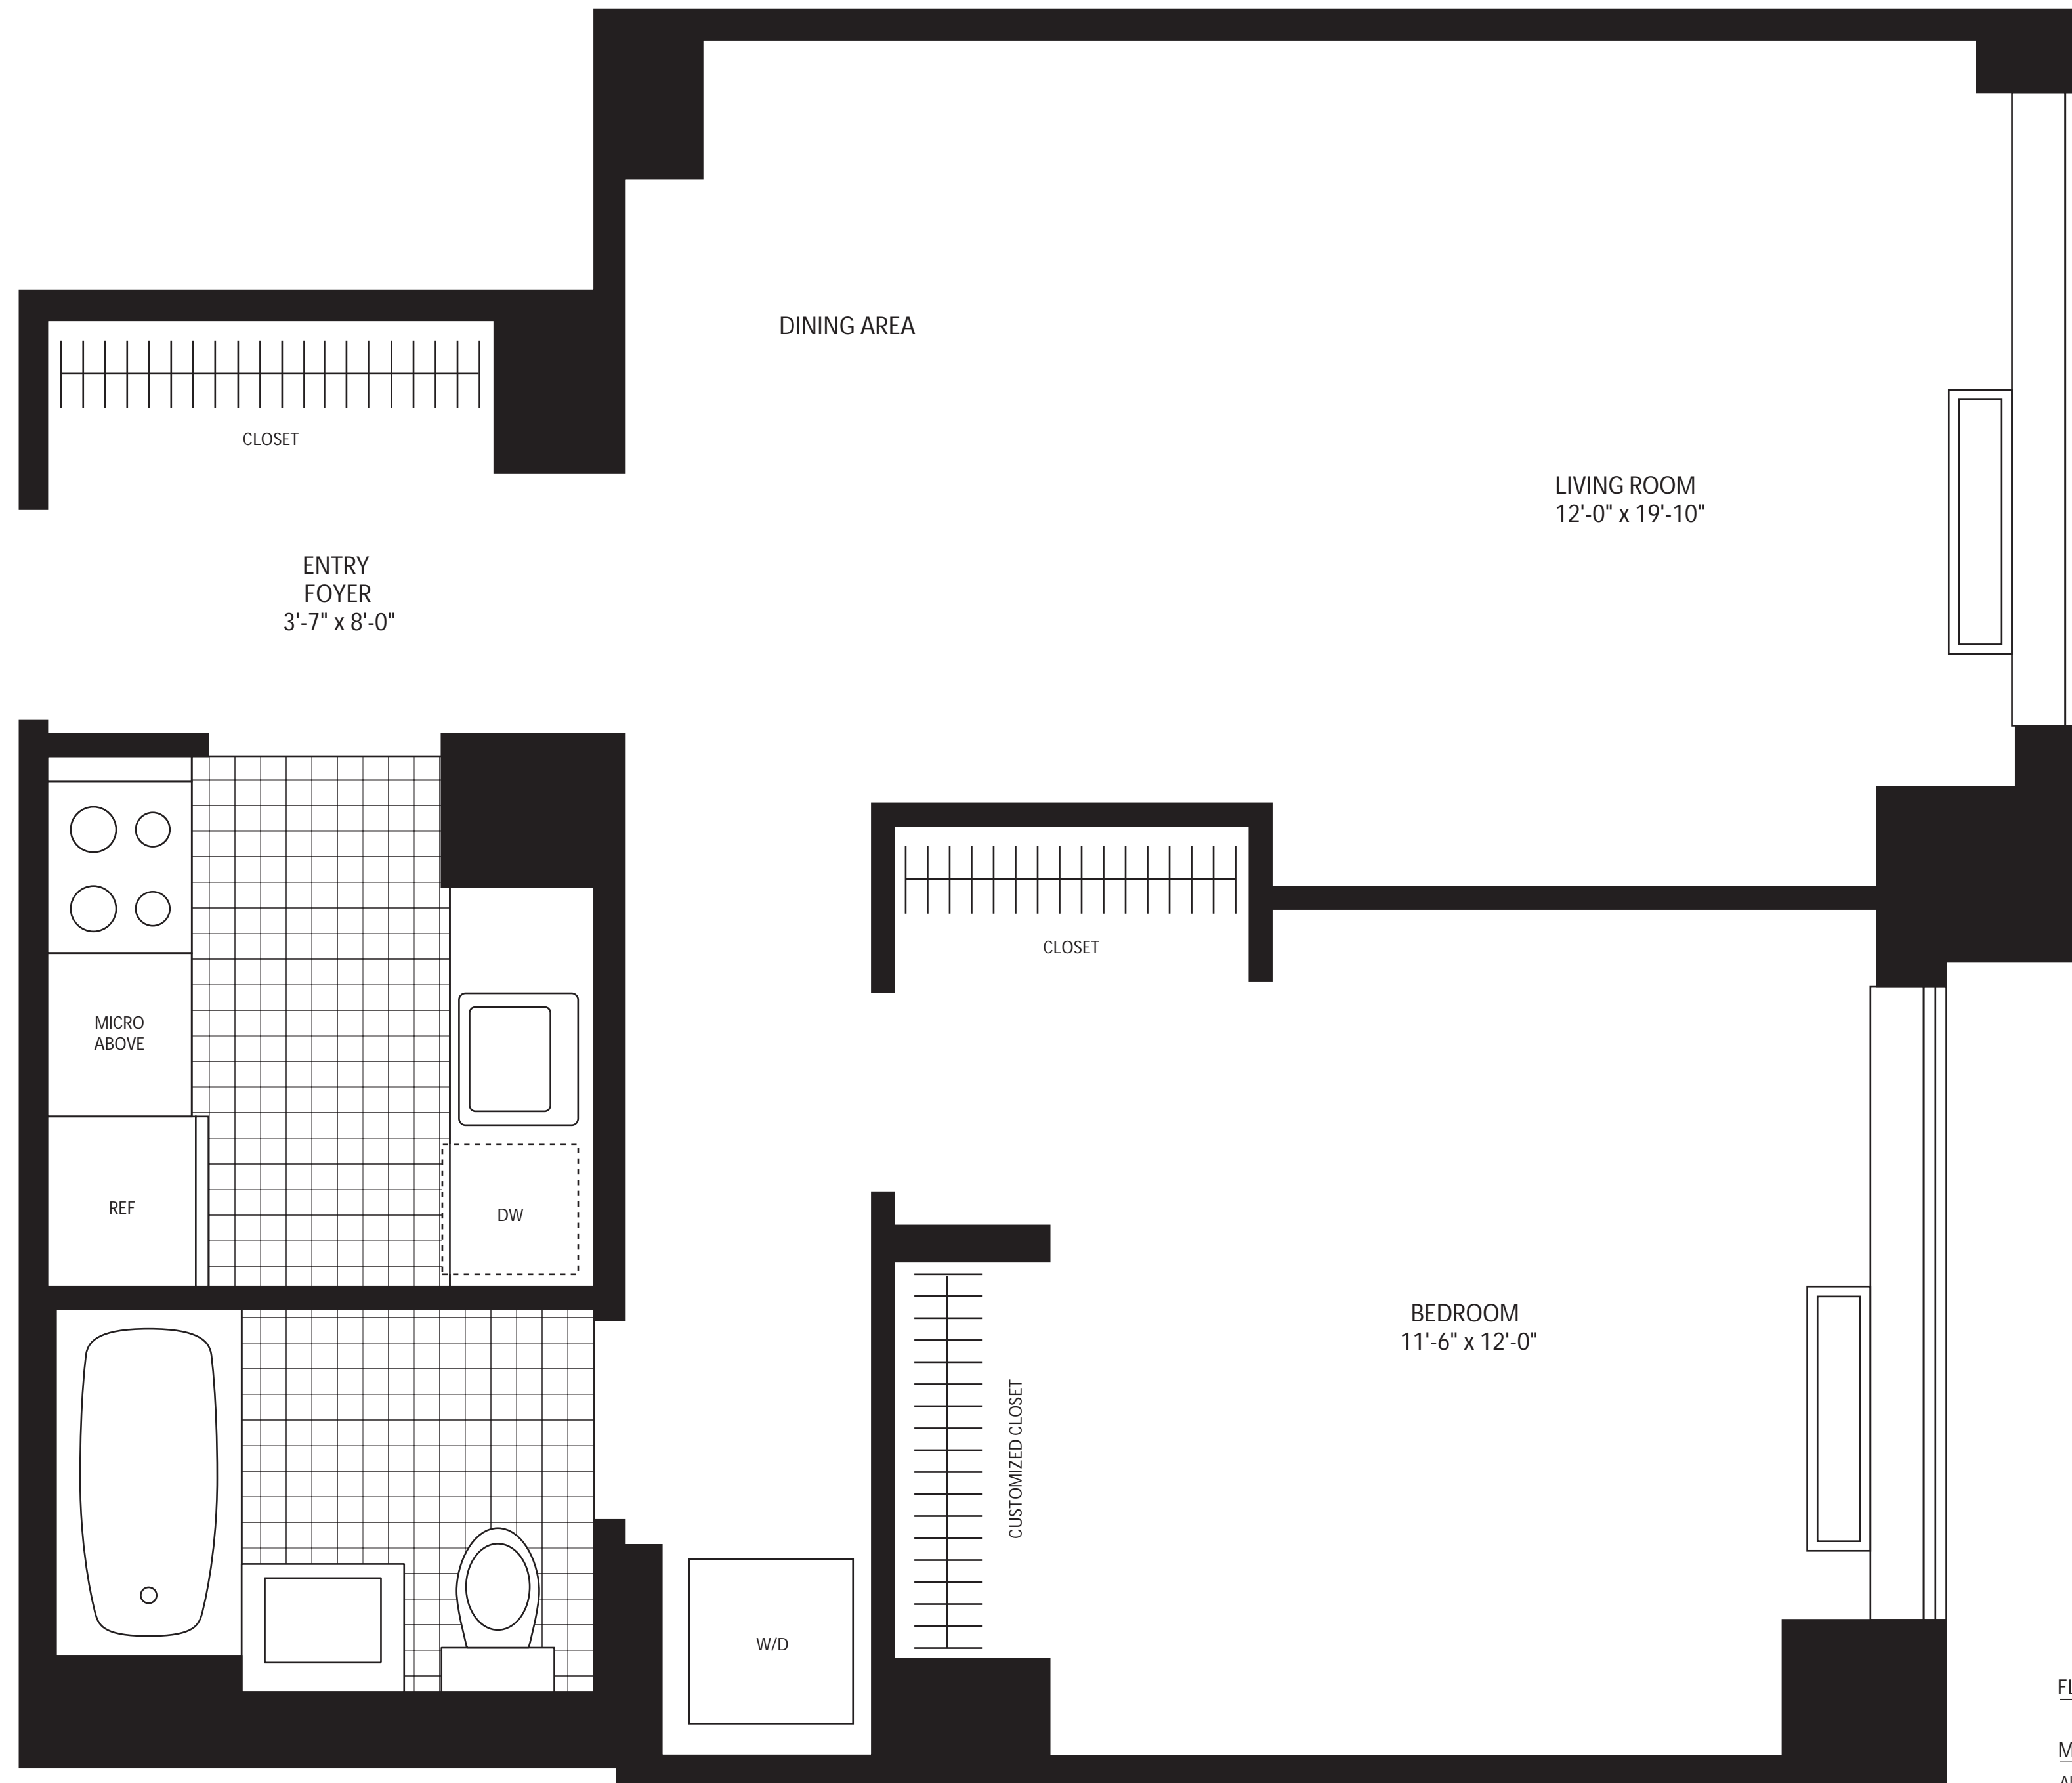 DINING AREA
CLOSET
LIVING ROOM
12'-0" x 19'-10"
ENTRY
FOYER
3'-7" x 8'-0"
CLOSET
MICRO
ABOVE
REF
DW
BEDROOM
11'-6" x 12'-0"
CUSTOMIZED CLOSET
W/D